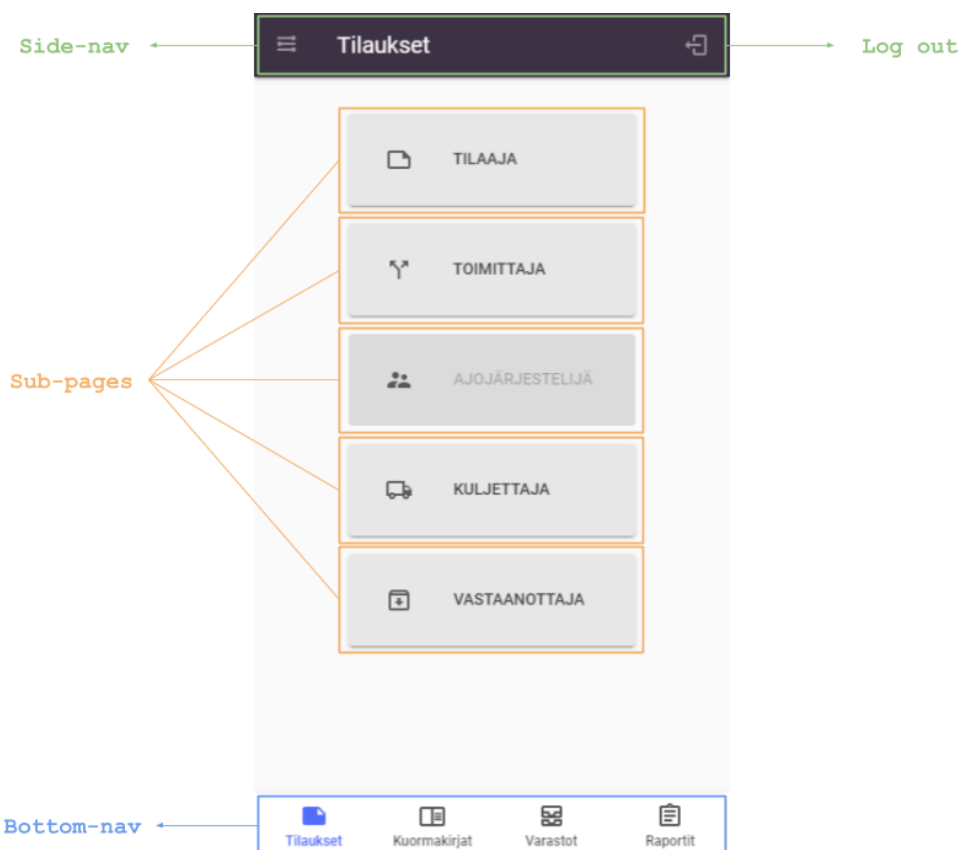 Side-nav
Tilaukset
Log out
TILAAJA
TOIMITTAJA
Sub-pages
AJOJÄRJESTELIJÄ
KULJETTAJA
VASTAANOTTAJA
Bottom-nav
Tilaukset
Kuormakirjat
Varastot
Raportit